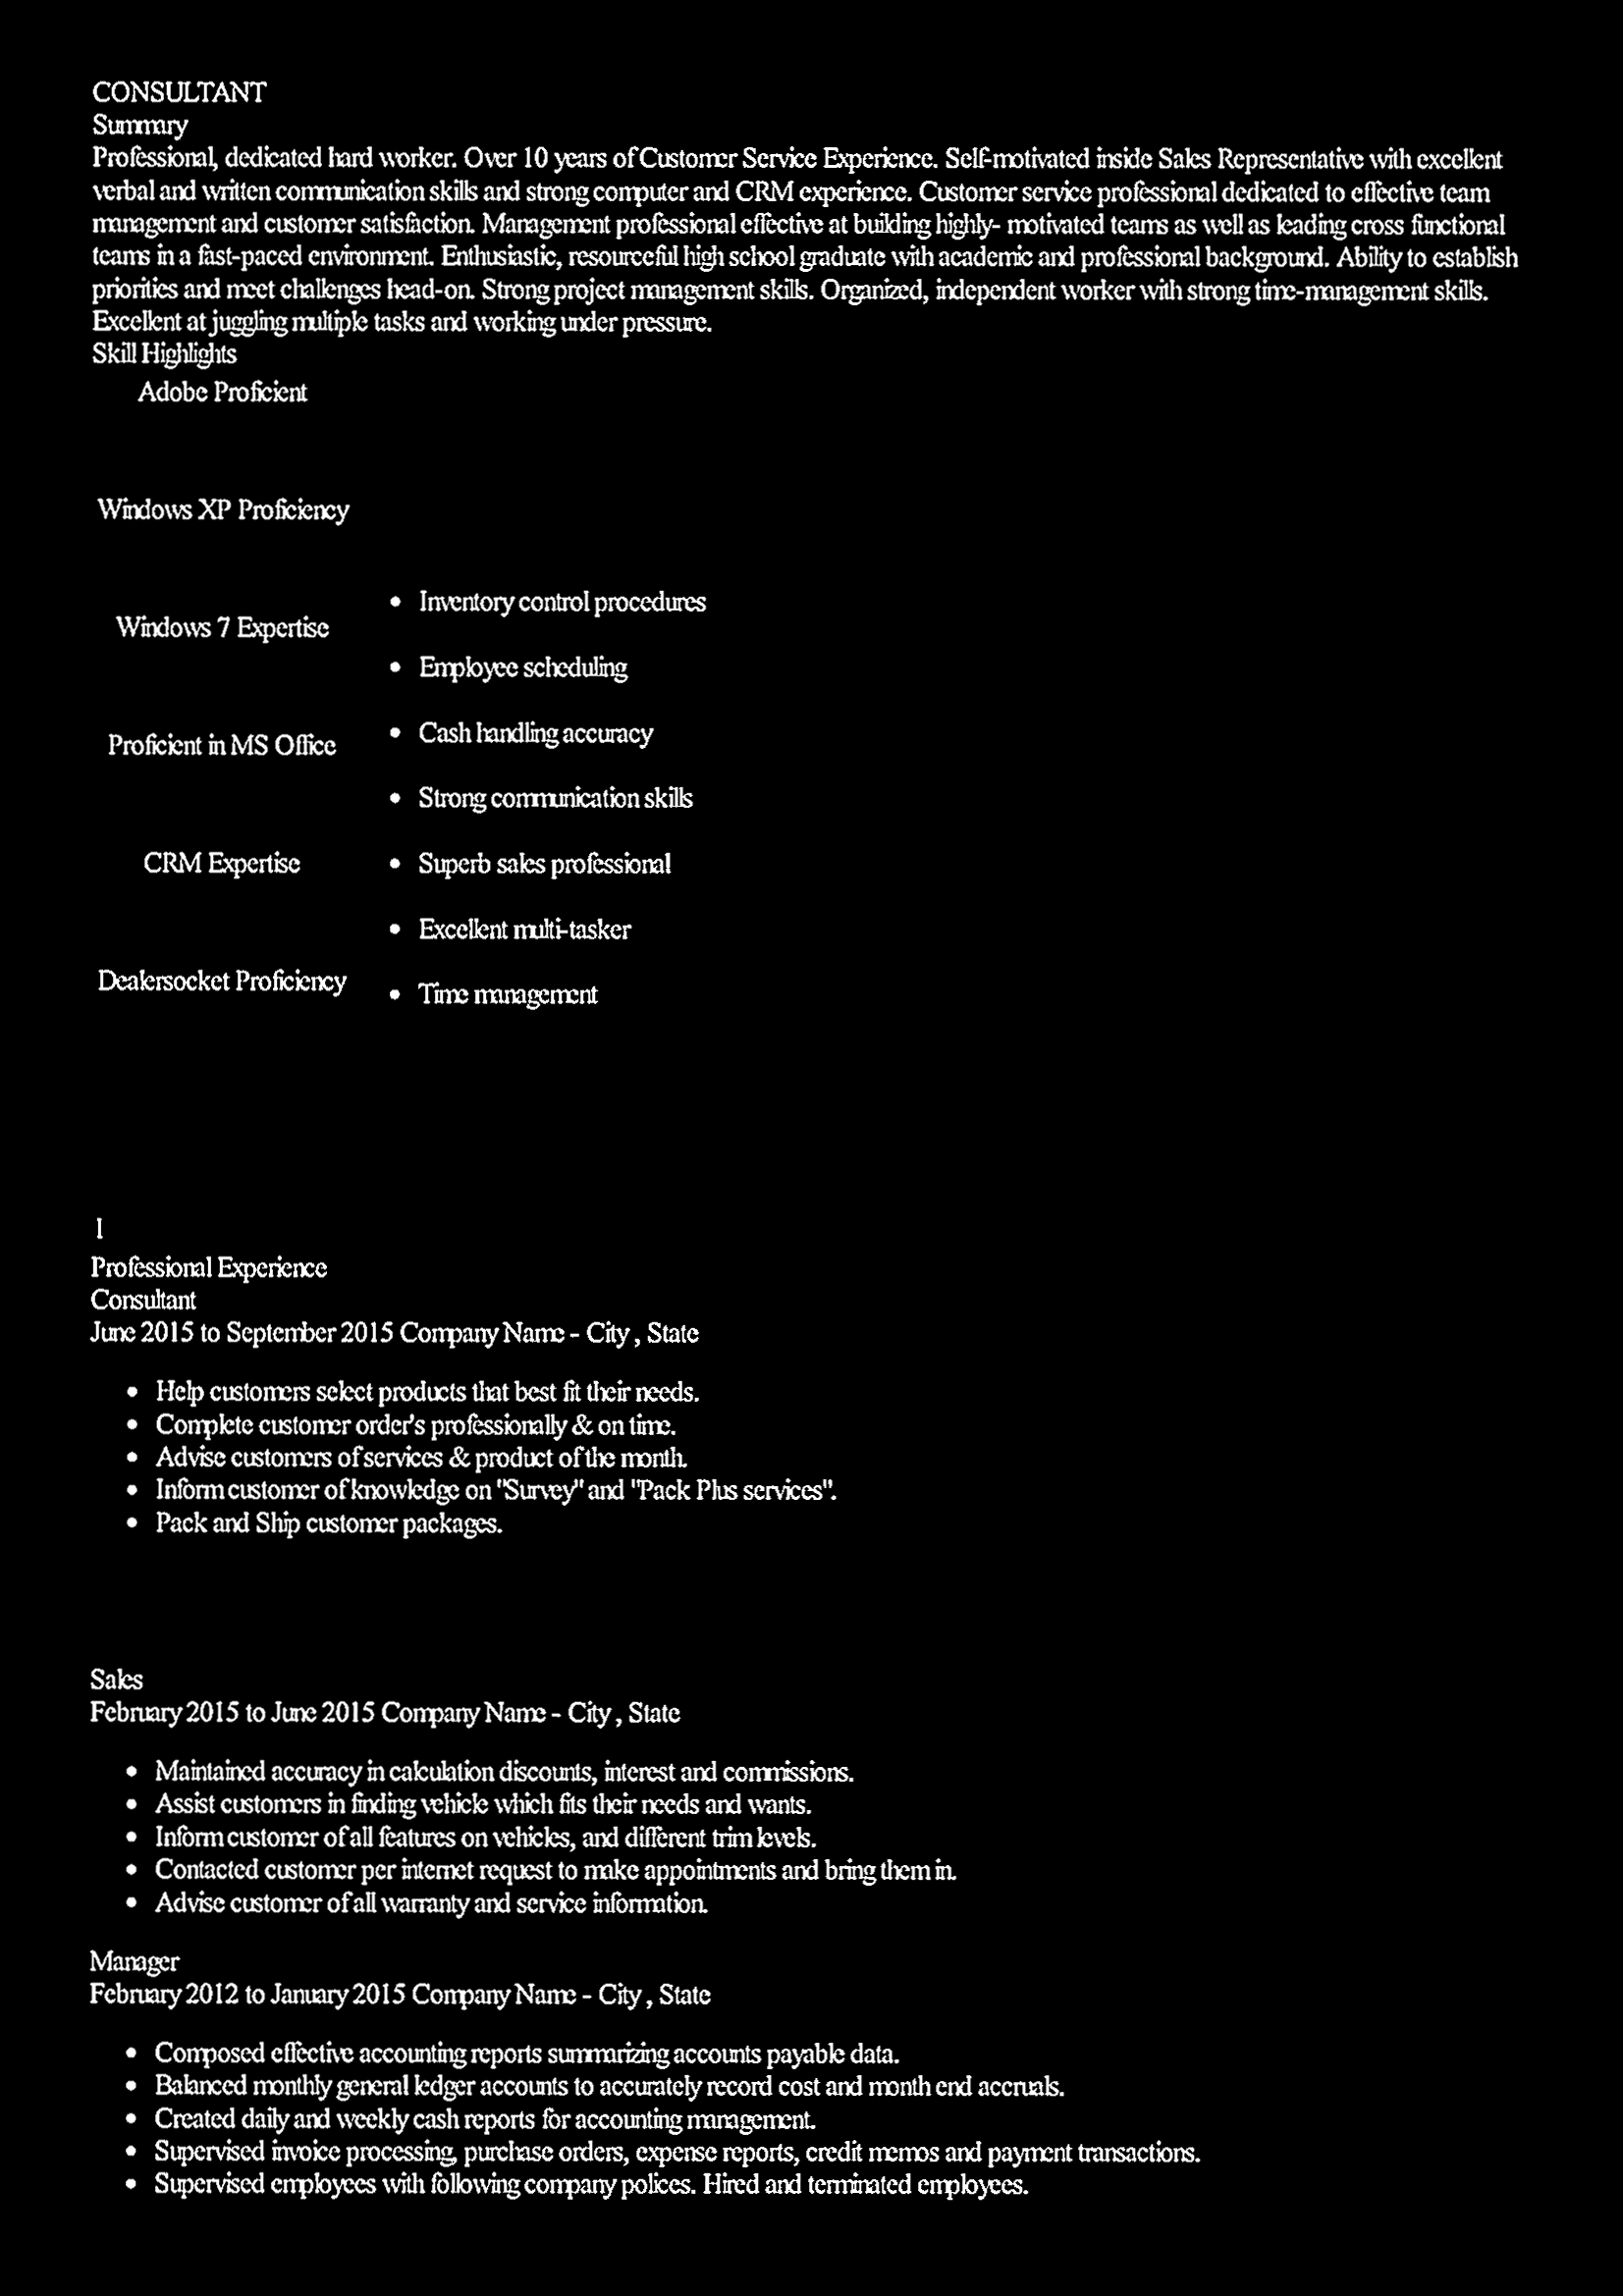 CONSULTANT
Summary
Professional, dedicated hard worker. Over 10 years of Customer Service Experience. Self-motivated inside Sales Representative with excellent
verbal and written communication skills and strong computer and CRM experience. Customer service professional dedicated to effective team
management and customer satisfaction. Management professional effective at building highly- motivated teams as well as leading cross functional
teams in a fast-paced environment. Enthusiastic, resourceful high school graduate with academic and professional background. Ability to establish
priorities and meet challenges head-on. Strong project management skills. Organized, independent worker with strong time-management skills.
Excellent at juggling multiple tasks and working under pressure.
Skill Highlights
Adobe Proficient
Windows XP Proficiency
Windows 7 Expertise
Proficient in MS Office
CRM Expertise
Dealersocket Proficiency
• Inventory control procedures
• Employee scheduling
• Cash handling accuracy
• Strong communication skills
• Superb sales professional
• Excellent multi-tasker
• Time management
I
Professional Experience
Consultant
June 2015 to September 2015 Company Name - City , State
• Help customers select products that best fit their needs.
• Complete customer order's professionally & on time.
• Advise customers of services & product of the month.
• Inform customer of knowledge on "Survey" and "Pack Plus services".
• Pack and Ship customer packages.
Sales
February 2015 to June 2015 Company Name - City , State
• Maintained accuracy in calculation discounts, interest and commissions.
• Assist customers in finding vehicle which fits their needs and wants.
• Inform customer of all features on vehicles, and different trim levels.
• Contacted customer per internet request to make appointments and bring them in.
• Advise customer of all warranty and service information.
Manager
February 2012 to January 2015 Company Name - City , State
• Composed effective accounting reports summarizing accounts payable data.
• Balanced monthly general ledger accounts to accurately record cost and month end accruals.
• Created daily and weekly cash reports for accounting management.
• Supervised invoice processing, purchase orders, expense reports, credit memos and payment transactions.
• Supervised employees with following company polices. Hired and terminated employees.